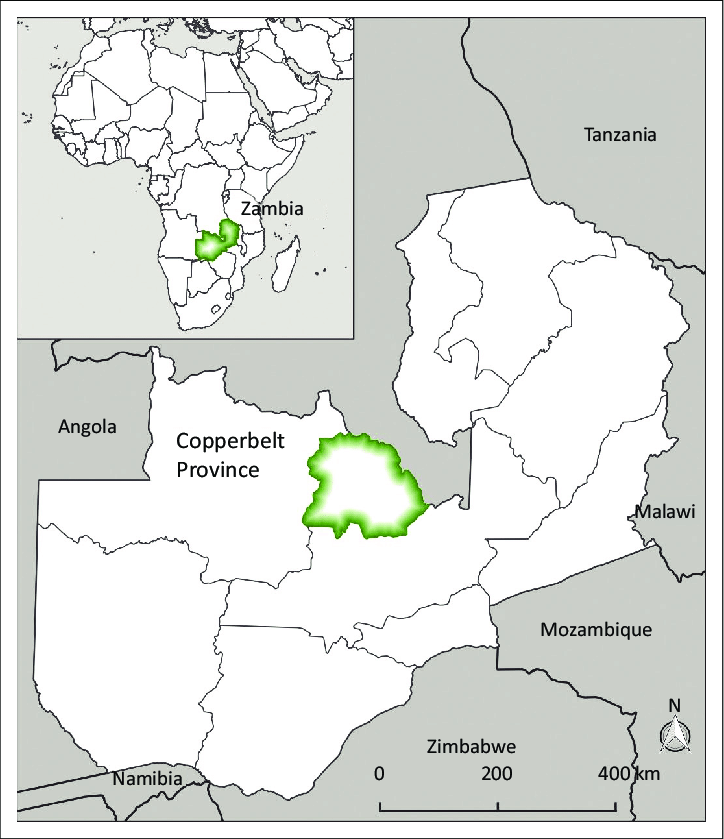 Tanzania
Zambia
Angola
Copperbelt
Province
Malawi
Mozambique
N
Zimbabwe
Namibia
0 200 400 km